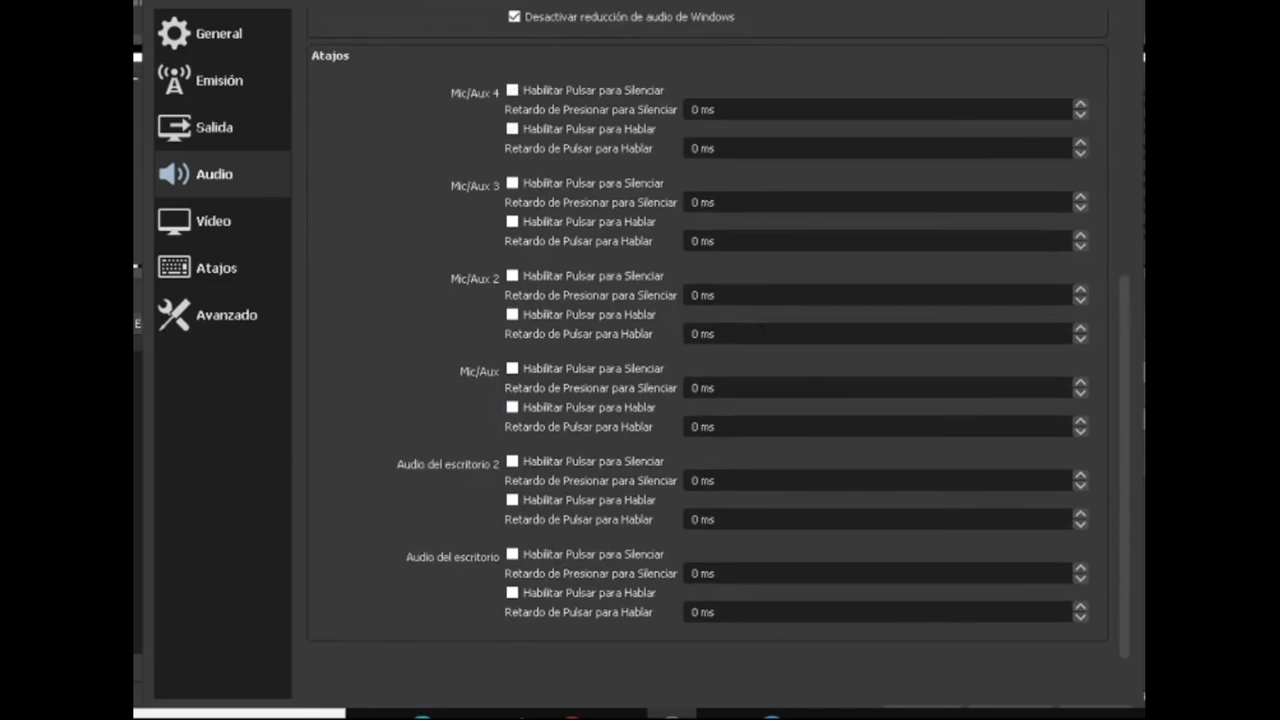 General
Emisión
Salida
Audio
Vídeo
Atajos
Avanzado
Desactivar reducción de audio de Windows
Atajos
Mic/Aux 4
Habilitar Pulsar para Silenciar
Retardo de Presionar para Silenciar 0 ms
Habilitar Pulsar para Hablar
Retardo de Pulsar para Hablar 0 ms
Mic/Aux 3
Habilitar Pulsar para Silenciar
Retardo de Presionar para Silenciar 0 ms
Habilitar Pulsar para Hablar
Retardo de Pulsar para Hablar 0 ms
Mic/Aux 2
Habilitar Pulsar para Silenciar
Retardo de Presionar para Silenciar 0 ms
Habilitar Pulsar para Hablar
Retardo de Pulsar para Hablar 0 ms
Mic/Aux
Habilitar Pulsar para Silenciar
Retardo de Presionar para Silenciar 0 ms
Habilitar Pulsar para Hablar
Retardo de Pulsar para Hablar 0 ms
Audio del escritorio 2
Habilitar Pulsar para Silenciar
Retardo de Presionar para Silenciar 0 ms
Habilitar Pulsar para Hablar
Retardo de Pulsar para Hablar 0 ms
Audio del escritorio
Habilitar Pulsar para Silenciar
Retardo de Presionar para Silenciar 0 ms
Habilitar Pulsar para Hablar
Retardo de Pulsar para Hablar 0 ms